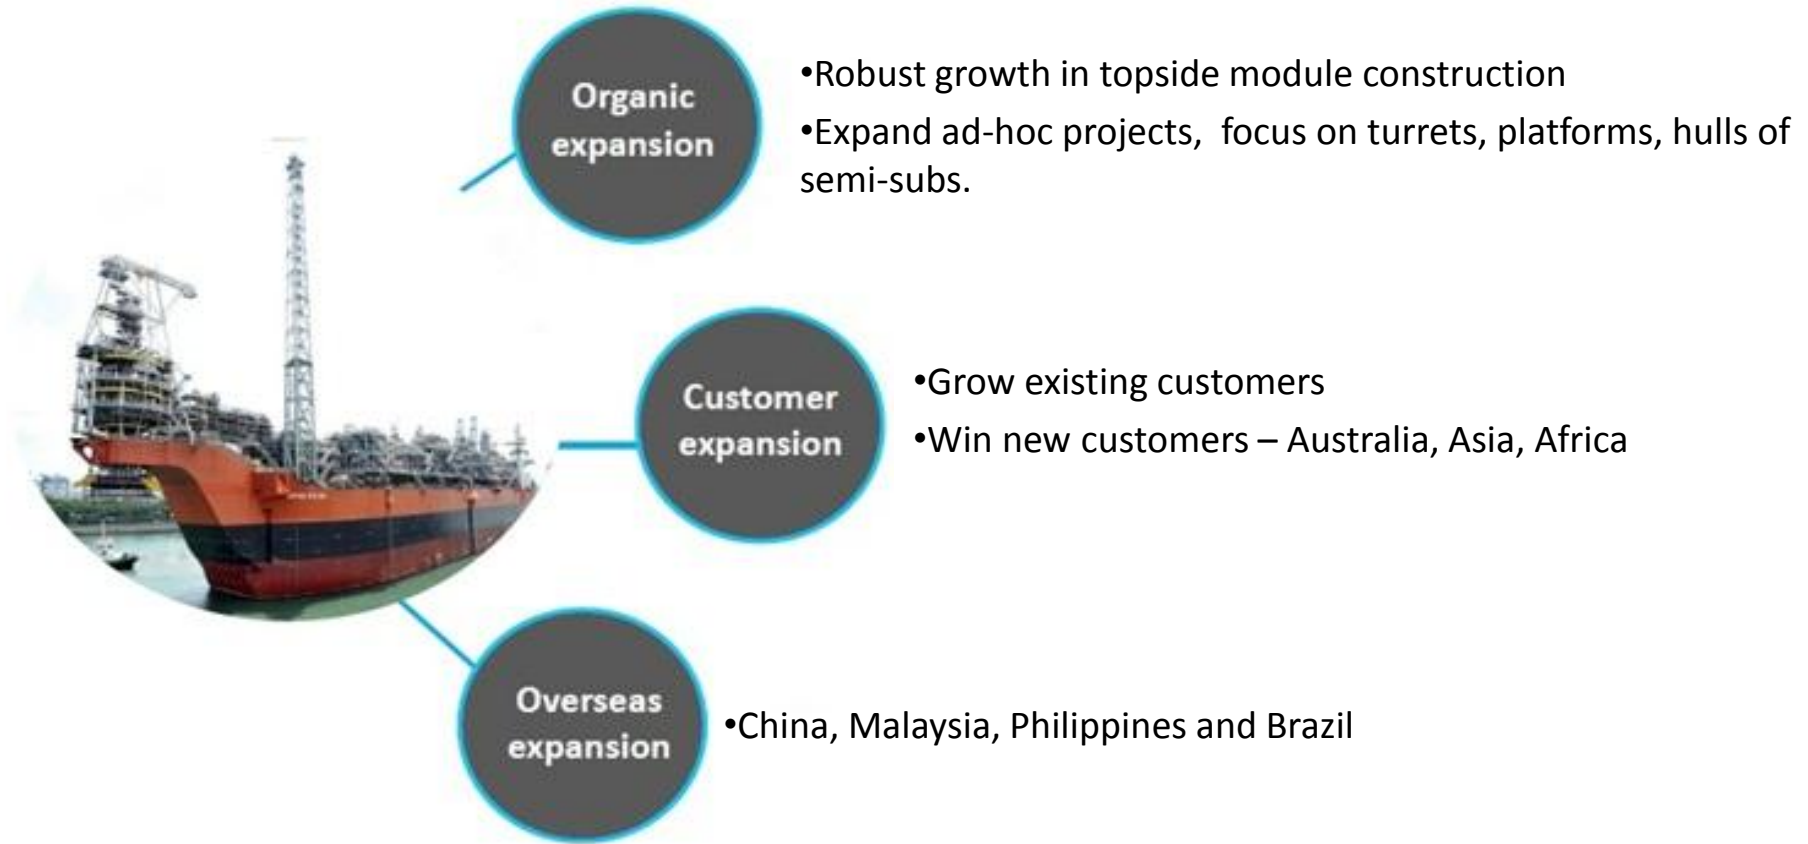 Organic
expansion
•Robust growth in topside module construction
•Expand ad-hoc projects,  focus on turrets, platforms, hulls of
semi-subs.
Customer
expansion
•Grow existing customers
•Win new customers – Australia, Asia, Africa
Overseas
expansion
•China, Malaysia, Philippines and Brazil